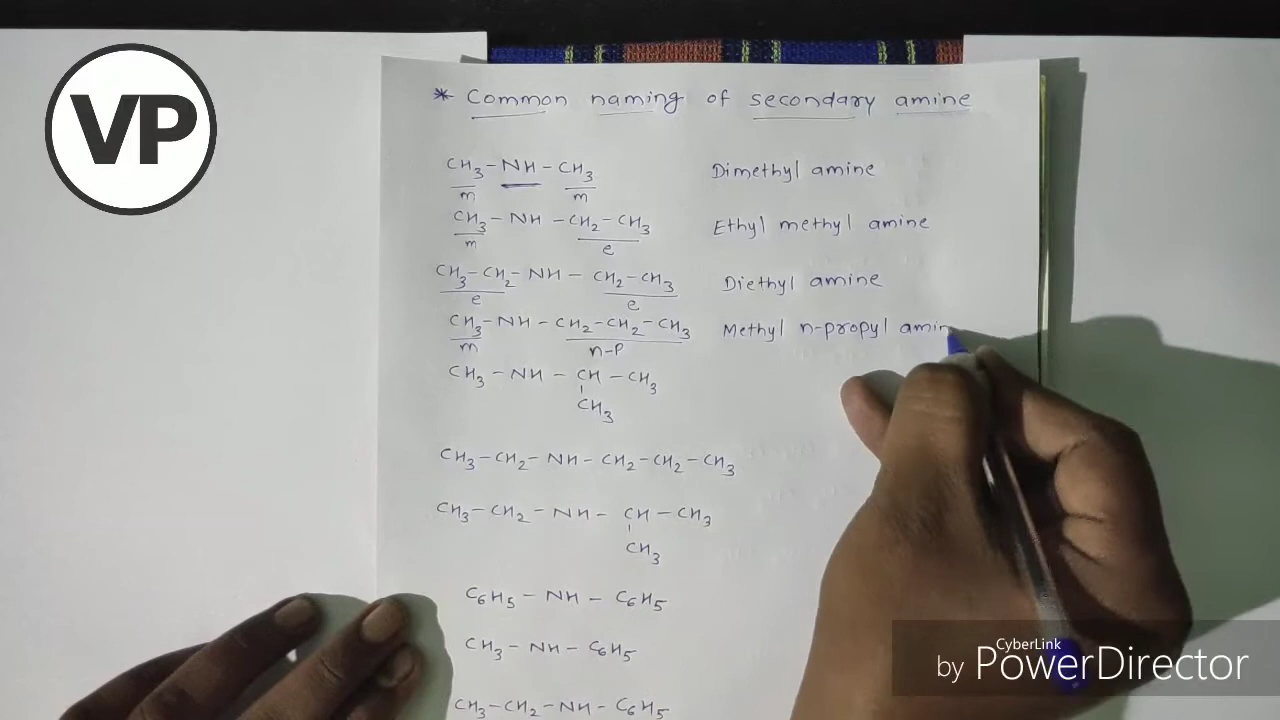 VP
* Common naming of secondary amine
CH3-NH-CH3 Dimethyl amine
m m
CH3-NH-CH2-CH3 Ethyl methyl amine
m e
CH3-CH2-NH-CH2-CH3 Diethyl amine
e e
CH3-NH-CH2-CH2-CH3 Methyl n-propyl amin
m n-P
CH3-NH-CH-CH3
CH3
CH3-CH2-NH-CH2-CH2-CH3
CH3-CH2-NH-CH-CH3
CH3
C6H5-NH-C6H5
CH3-NH-C6H5
CH3-CH2-NH-C6H5
CyberLink
by PowerDirector